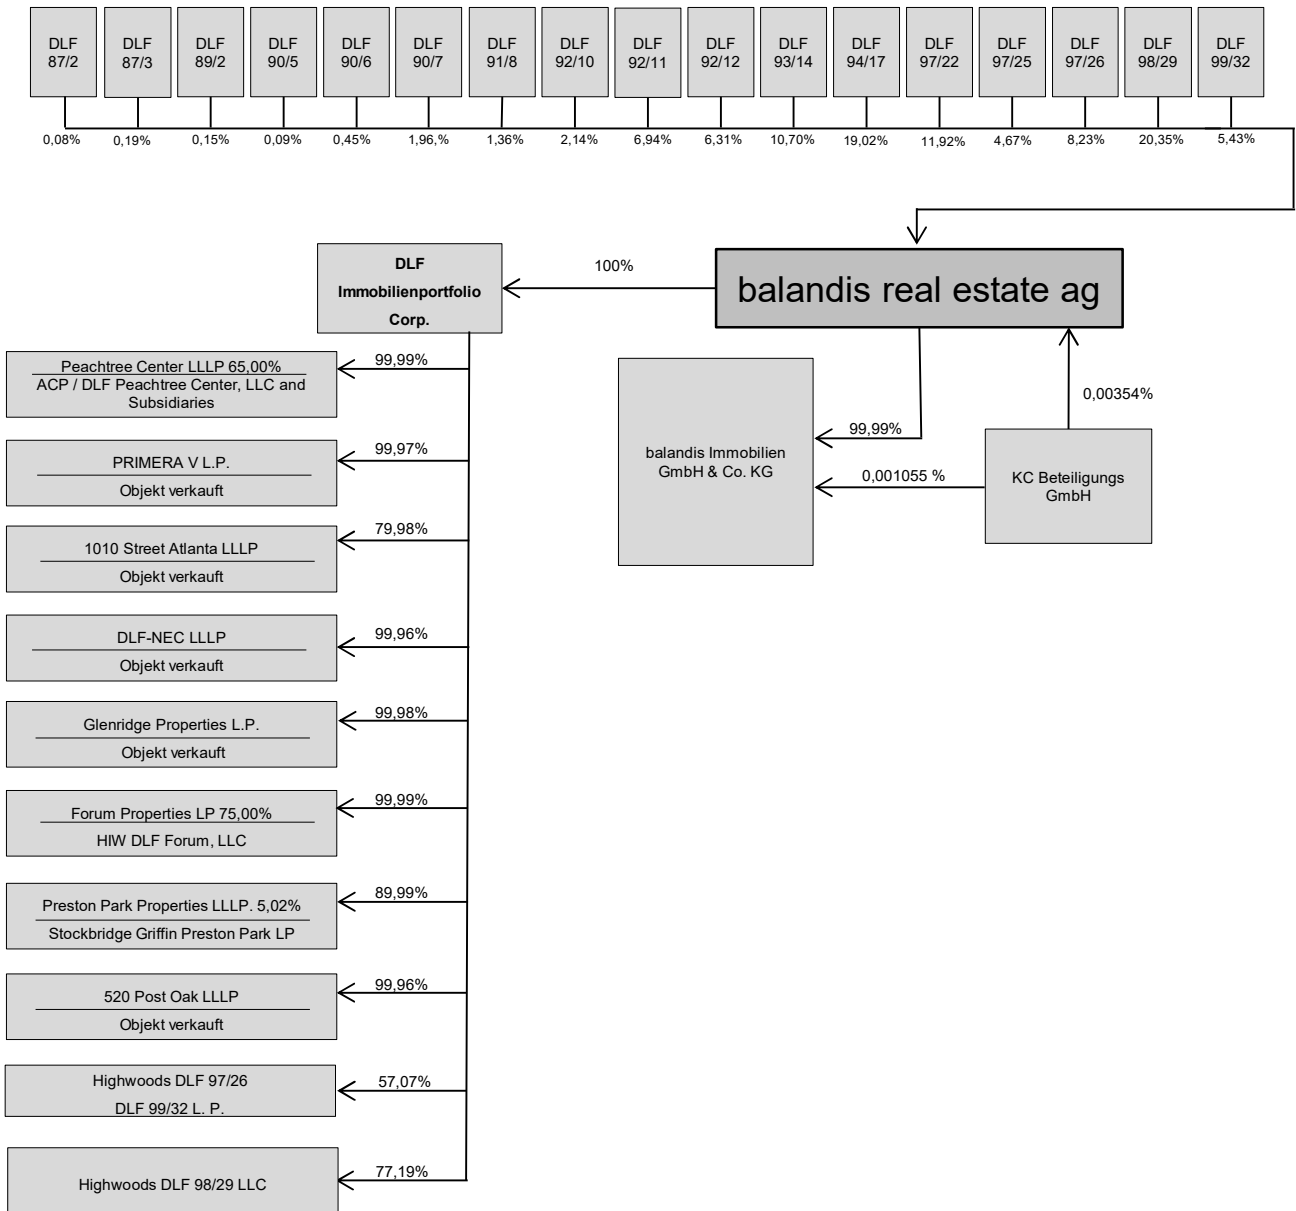 DLF
87/2
DLF
87/3
DLF
89/2
DLF
90/5
DLF
90/6
DLF
90/7
DLF
91/8
DLF
92/10
DLF
92/11
DLF
92/12
DLF
93/14
DLF
94/17
DLF
97/22
DLF
97/25
DLF
97/26
DLF
98/29
DLF
99/32
0,08%
0,19%
0,15%
0,09%
0,45%
1,96,%
1,36%
2,14%
6,94%
6,31%
10,70%
19,02%
11,92%
4,67%
8,23%
20,35%
5,43%
DLF
Immobilienportfolio
Corp.
100%
balandis real estate ag
Peachtree Center LLLP 65,00%
ACP / DLF Peachtree Center, LLC and
Subsidiaries
99,99%
balandis Immobilien
GmbH & Co. KG
99,99%
0,001055 %
0,00354%
KC Beteiligungs
GmbH
PRIMERA V L.P.
Objekt verkauft
99,97%
1010 Street Atlanta LLLP
Objekt verkauft
79,98%
DLF-NEC LLLP
Objekt verkauft
99,96%
Glenridge Properties L.P.
Objekt verkauft
99,98%
Forum Properties LP 75,00%
HIW DLF Forum, LLC
99,99%
Preston Park Properties LLLP. 5,02%
Stockbridge Griffin Preston Park LP
89,99%
520 Post Oak LLLP
Objekt verkauft
99,96%
Highwoods DLF 97/26
DLF 99/32 L. P.
57,07%
Highwoods DLF 98/29 LLC
77,19%